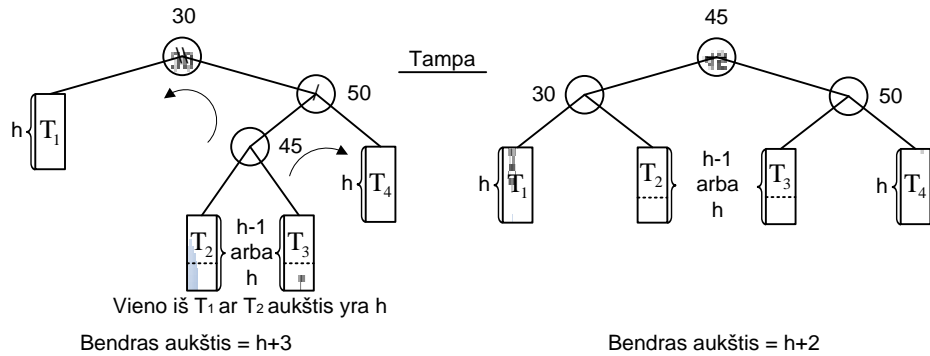 30
45
Tampa
50
30
50
h
T1
45
h
T4
h
T1
T2
h-1
arba
h
T3
h
T4
T2
h-1
arba
h
T3
Vieno iš T1 ar T2 aukštis yra h
Bendras aukštis = h+3
Bendras aukštis = h+2